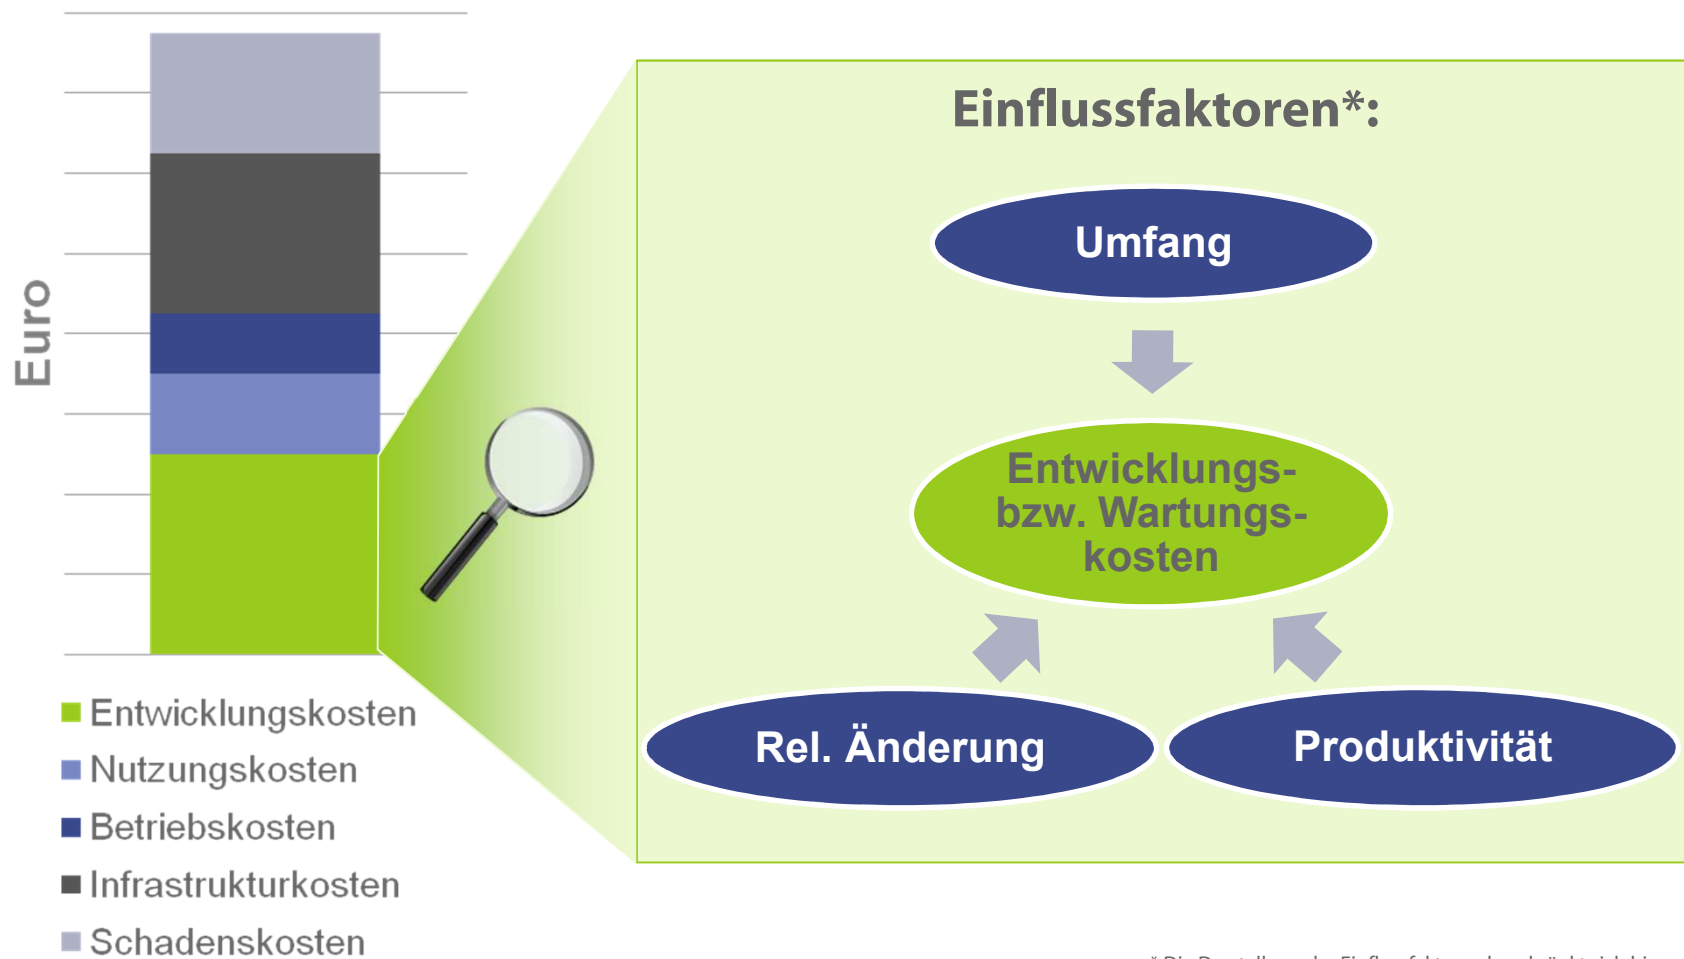 Euro
Entwicklungskosten
Nutzungskosten
Betriebskosten
Infrastrukturkosten
Schadenskosten
Einflussfaktoren*:
Umfang
Entwicklungs-
bzw. Wartungs-
kosten
Rel. Änderung
Produktivität